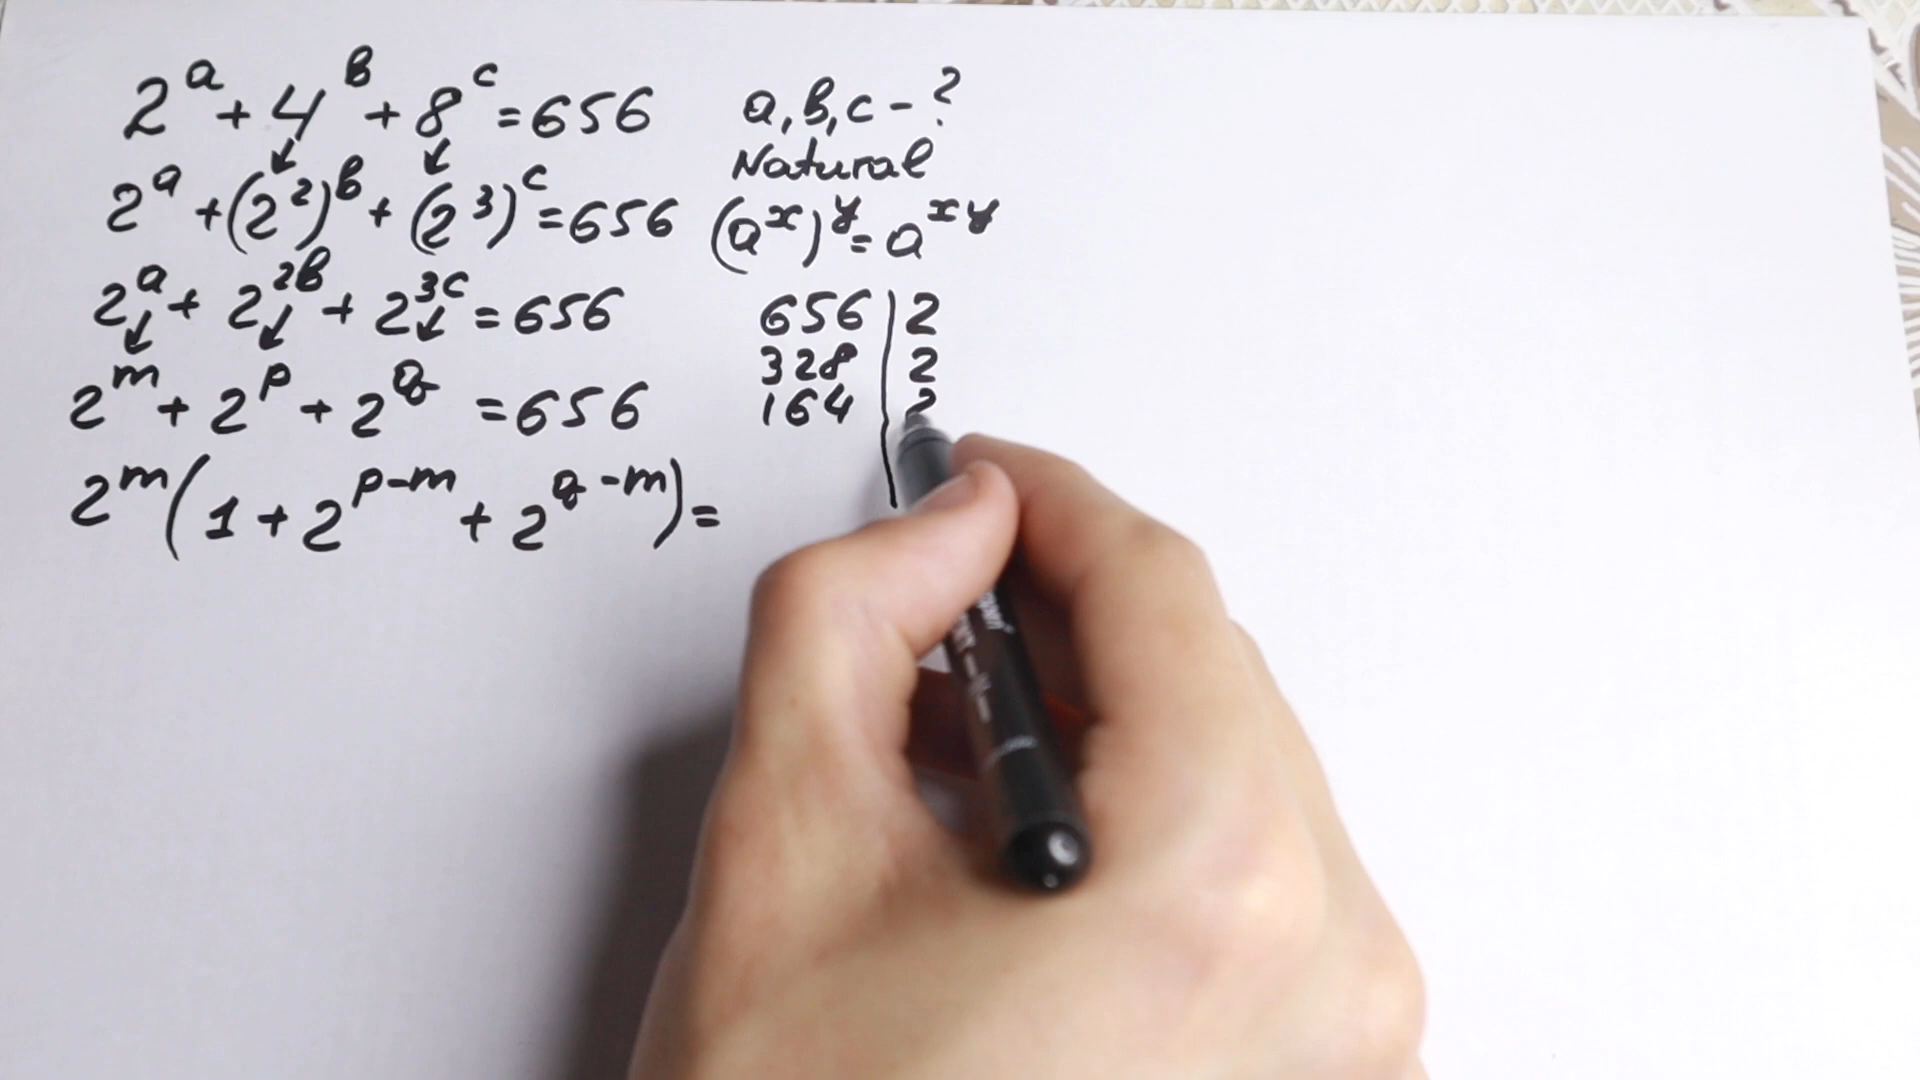 2^a + 4^b + 8^c = 656
2^a + (2^2)^b + (2^3)^c = 656
2^a + 2^2b + 2^3c = 656
2^m + 2^p + 2^q = 656
2^m (1 + 2^p-m + 2^q-m) =
a, b, c - ?
Natural
(a^x)^y = a^xy
656 | 2
328 | 2
164 | 2